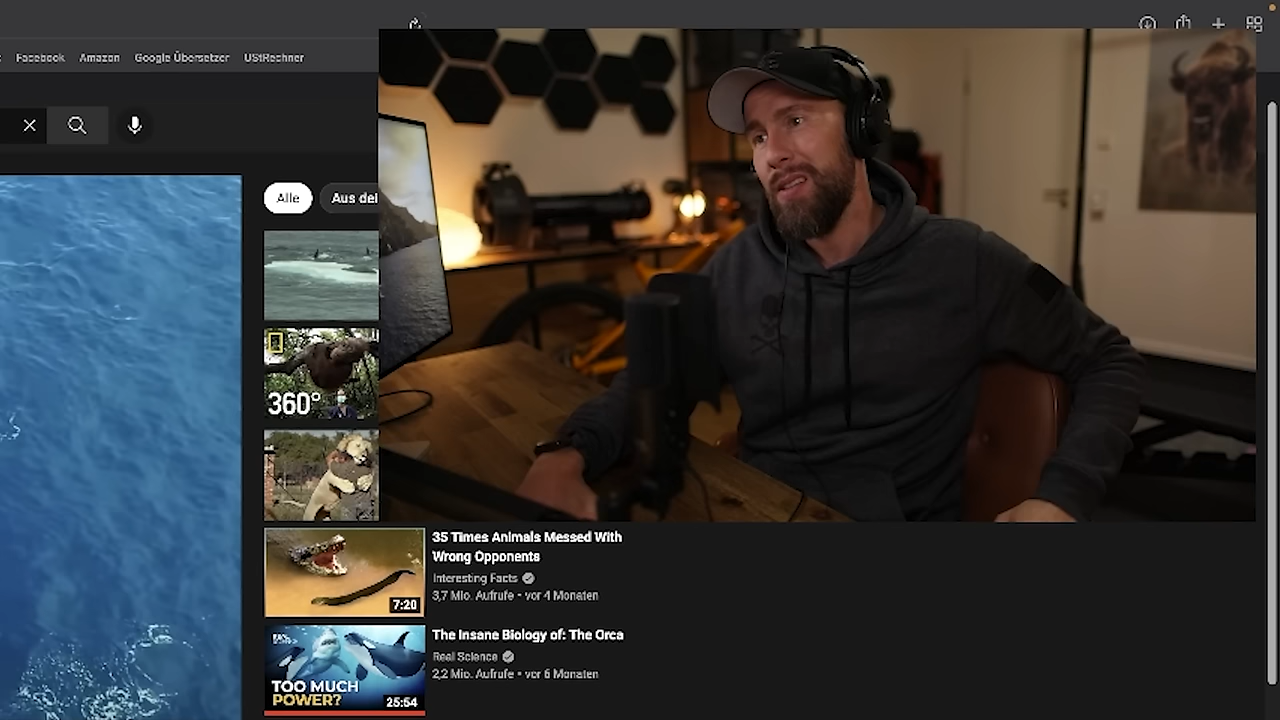 Facebook Amazon Google Übersetzer UStRechner
Alle
Aus dei
360°
35 Times Animals Messed With
Wrong Opponents
Interesting Facts
3,7 Mio. Aufrufe • vor 4 Monaten
7:20
The Insane Biology of: The Orca
Real Science
2,2 Mio. Aufrufe • vor 6 Monaten
TOO MUCH
POWER?
25:54